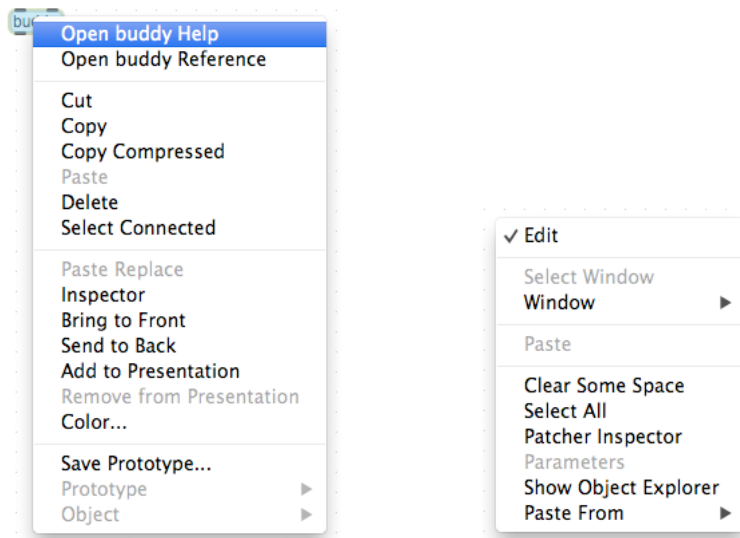 Open buddy Help
Open buddy Reference
Cut
Copy
Copy Compressed
Paste
Delete
Select Connected
Paste Replace
Inspector
Bring to Front
Send to Back
Add to Presentation
Remove from Presentation
Color...
Save Prototype...
Prototype
Object
✓ Edit
Select Window
Window
Paste
Clear Some Space
Select All
Patcher Inspector
Parameters
Show Object Explorer
Paste From